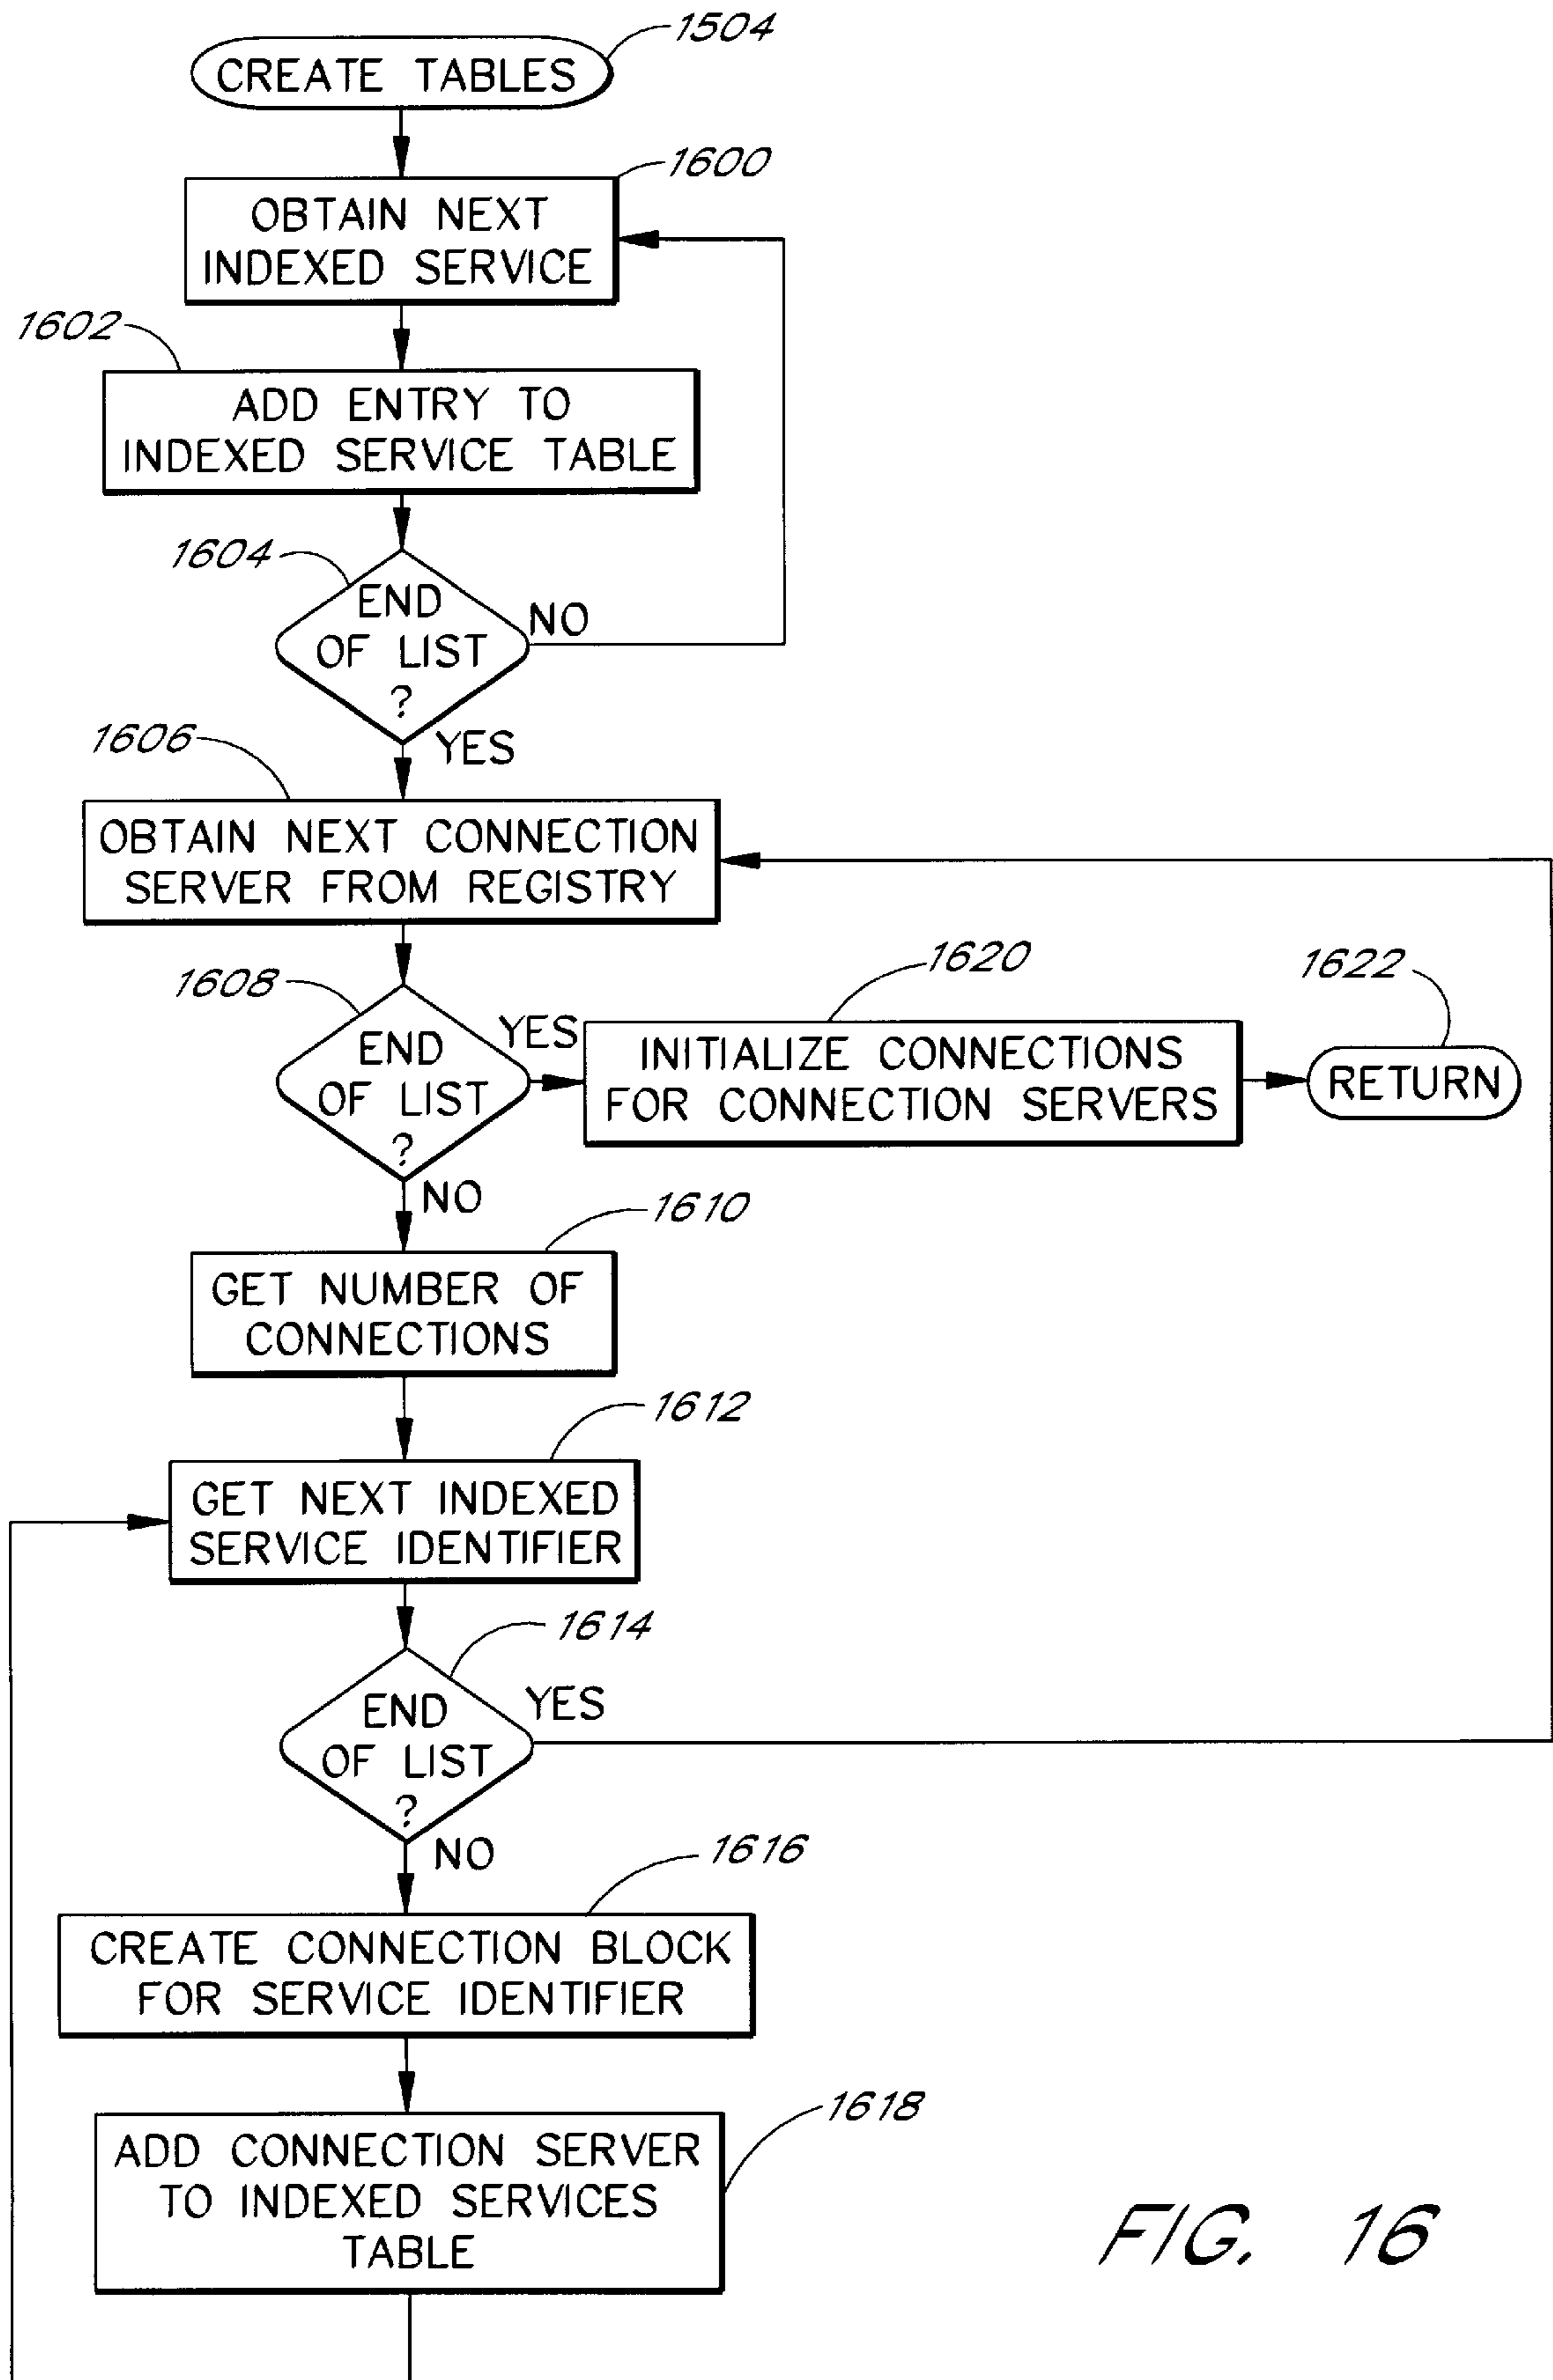 1504
CREATE TABLES
1600
OBTAIN NEXT
INDEXED SERVICE
1602
ADD ENTRY TO
INDEXED SERVICE TABLE
1604
END
OF LIST
?
NO
YES
1606
OBTAIN NEXT CONNECTION
SERVER FROM REGISTRY
1608
END
OF LIST
?
YES
1620
INITIALIZE CONNECTIONS
FOR CONNECTION SERVERS
1622
RETURN
NO
1610
GET NUMBER OF
CONNECTIONS
1612
GET NEXT INDEXED
SERVICE IDENTIFIER
1614
END
OF LIST
?
YES
NO
1616
CREATE CONNECTION BLOCK
FOR SERVICE IDENTIFIER
1618
ADD CONNECTION SERVER
TO INDEXED SERVICES
TABLE
FIG. 16